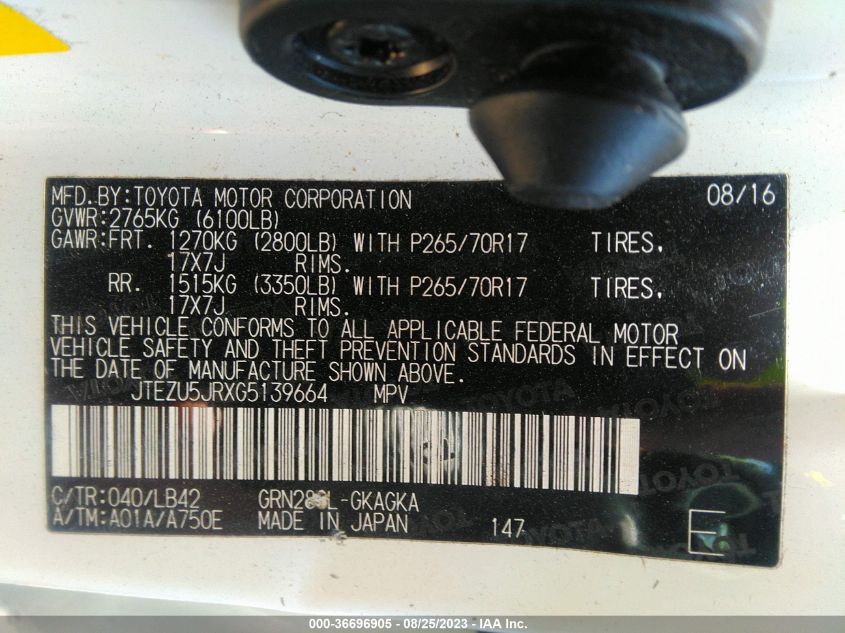 MFD.BY:TOYOTA MOTOR CORPORATION 08/16
GVWR:2765KG (6100LB)
GAWR:FRT. 1270KG (2800LB) WITH P265/70R17 TIRES,
17X7J RIMS.
RR. 1515KG (3350LB) WITH P265/70R17 TIRES,
17X7J RIMS.
THIS VEHICLE CONFORMS TO ALL APPLICABLE FEDERAL MOTOR
VEHICLE SAFETY AND THEFT PREVENTION STANDARDS IN EFFECT ON
THE DATE OF MANUFACTURE SHOWN ABOVE.
JTEZU5JRXG5139664 MPV
C/TR:040/LB42 -GKAGKA
A/TM:A01A/A750E MADE IN JAPAN 147 E
TOYOTA
000-36696905 - 08/25/2023 - IAA Inc.